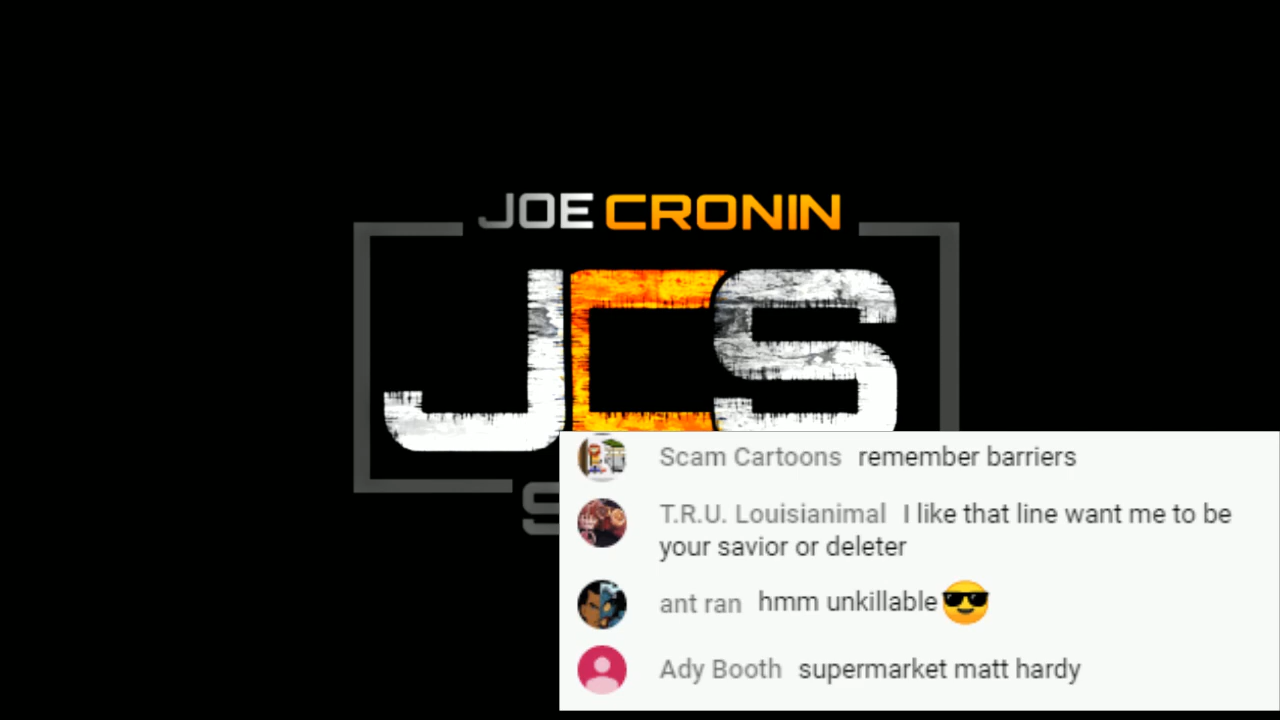 JOE CRONIN
JCS
S
Scam Cartoons remember barriers
T.R.U. Louisianimal I like that line want me to be
your savior or deleter
ant ran hmm unkillable😎
Ady Booth supermarket matt hardy